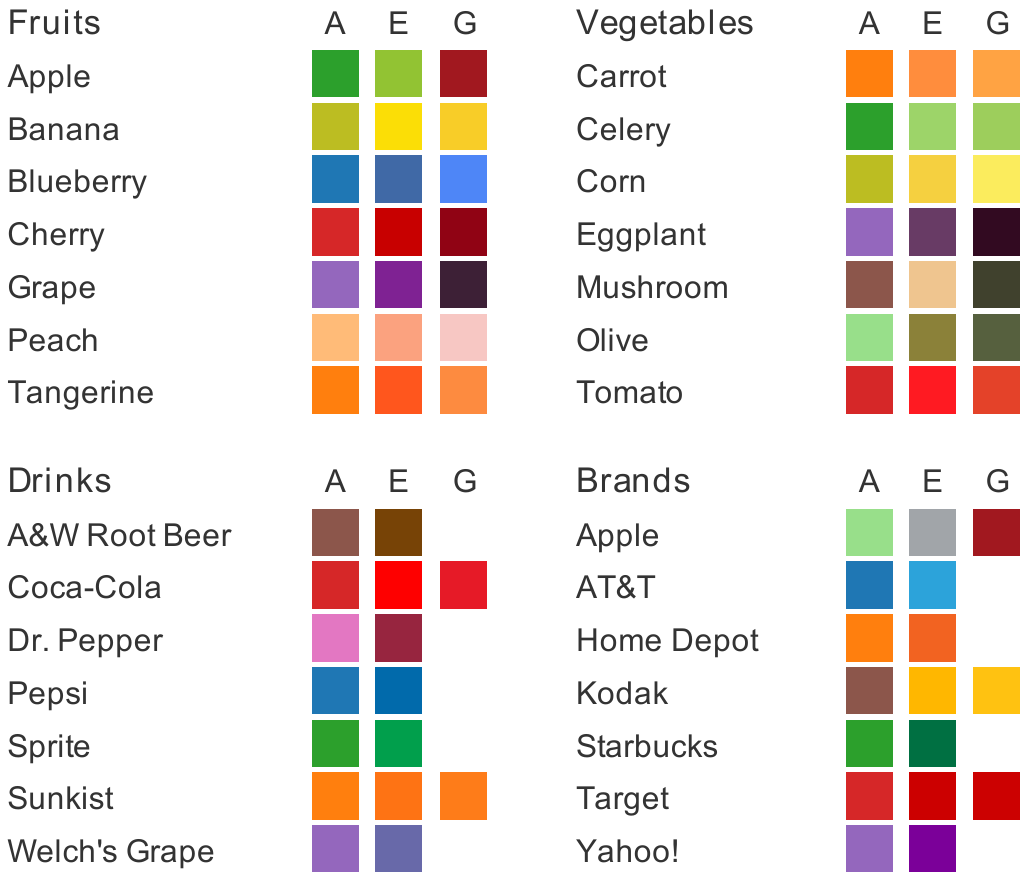 Fruits A E G
Apple
Banana
Blueberry
Cherry
Grape
Peach
Tangerine
Vegetables A E G
Carrot
Celery
Corn
Eggplant
Mushroom
Olive
Tomato
Drinks A E G
A&W Root Beer
Coca-Cola
Dr. Pepper
Pepsi
Sprite
Sunkist
Welch's Grape
Brands A E G
Apple
AT&T
Home Depot
Kodak
Starbucks
Target
Yahoo!